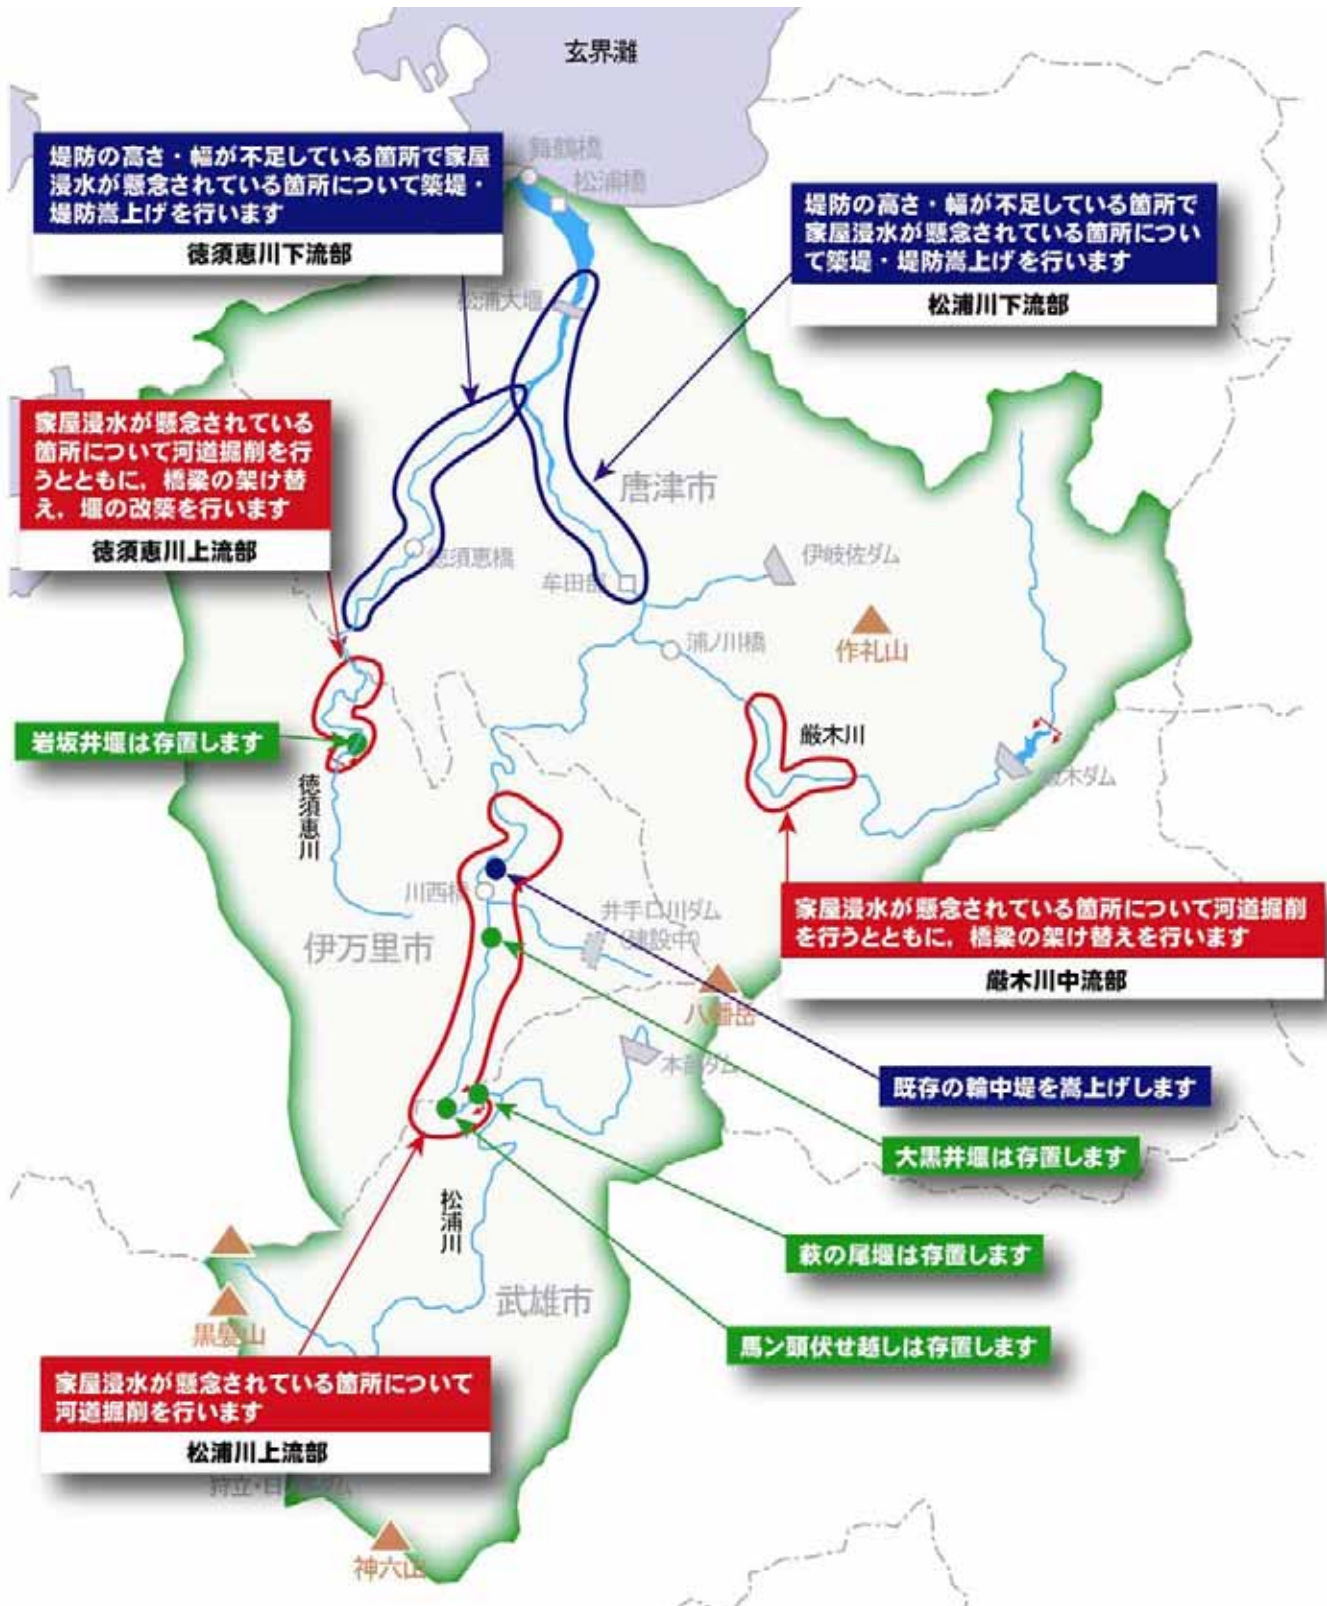 玄界灘
堤防の高さ・幅が不足している箇所で家屋
浸水が懸念されている箇所について築堤・
堤防嵩上げを行います
徳須恵川下流部
舞鶴橋
松浦橋
堤防の高さ・幅が不足している箇所で
家屋浸水が懸念されている箇所につい
て築堤・堤防嵩上げを行います
松浦川下流部
松浦大堰
家屋浸水が懸念されている
箇所について河道掘削を行
うとともに，橋梁の架け替
え，堰の改築を行います
徳須恵川上流部
唐津市
徳須恵橋
牟田部
伊岐佐ダム
浦ノ川橋
作礼山
岩坂井堰は存置します
厳木川
厳木ダム
徳須恵川
川西橋
井手口川ダム
(建設中)
伊万里市
家屋浸水が懸念されている箇所について河道掘削
を行うとともに，橋梁の架け替えを行います
厳木川中流部
八幡岳
本部ダム
既存の輪中堤を嵩上げします
大黒井堰は存置します
松浦川
萩の尾堰は存置します
武雄市
黒髪山
馬ン頭伏せ越しは存置します
家屋浸水が懸念されている箇所について
河道掘削を行います
松浦川上流部
狩立・日
ダム
神六山